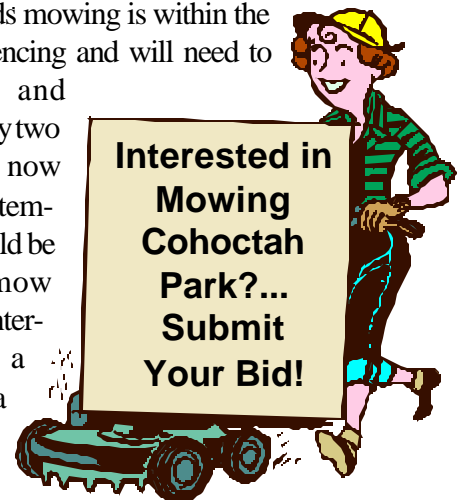 ds mowing is within the
encing and will need to
and
y two
now
tem-
ld be
mow
nter-
a
a
Interested in
Mowing
Cohoctah
Park?...
Submit
Your Bid!